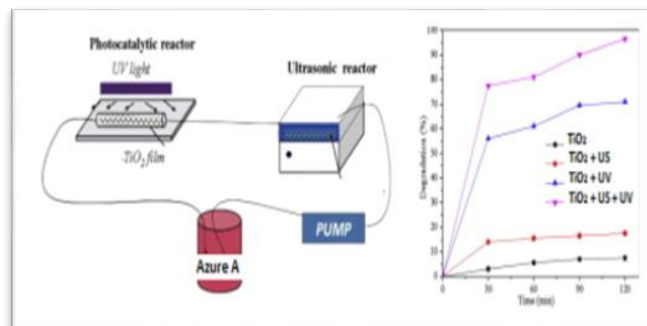 Photocatalytic reactor
UV light
TiO2 film
Ultrasonic reactor
PUMP
Azure A
Degradation (%)
100
90
80
70
60
50
40
30
20
10
0
TiO2
TiO2 + US
TiO2 + UV
TiO2 + US + UV
0 30 60 90 120
Time (min)